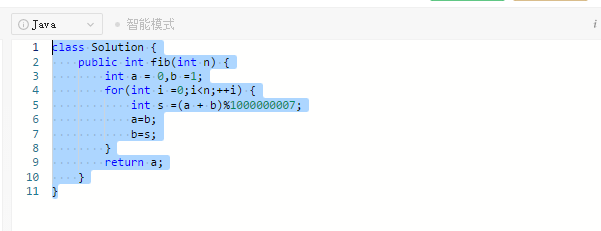 Java 智能模式 i
1 class Solution {
2     public int fib(int n) {
3         int a = 0,b =1;
4         for(int i =0;i<n;++i) {
5             int s =(a + b)%1000000007;
6             a=b;
7             b=s;
8         }
9         return a;
10     }
11 }